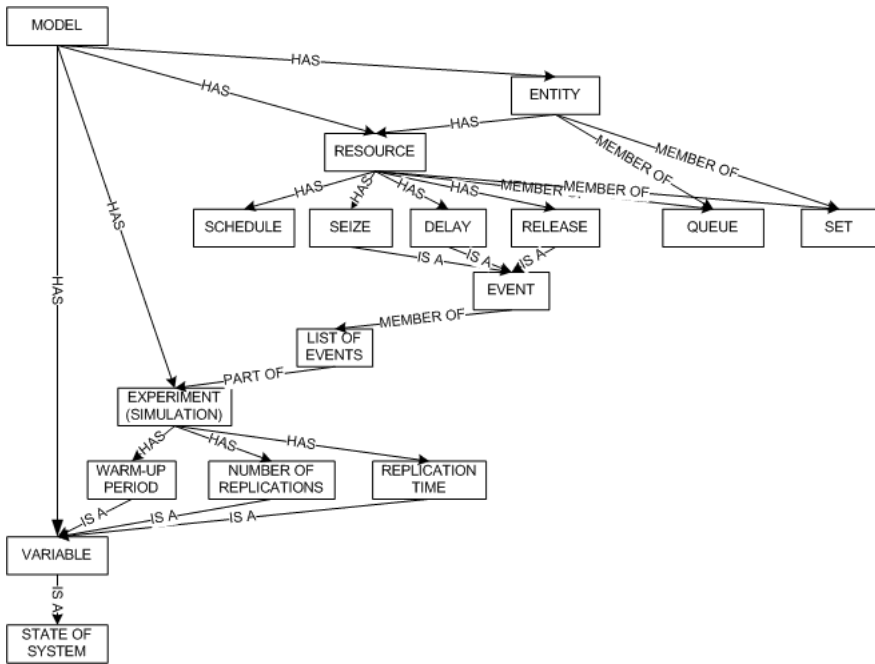 MODEL
HAS
ENTITY
HAS
HAS
RESOURCE
MEMBER OF
MEMBER OF
HAS
HAS
HAS
HAS
MEMBER
MEMBER OF
SCHEDULE
SEIZE
DELAY
RELEASE
QUEUE
SET
HAS
IS A
IS A
IS A
HAS
EVENT
MEMBER OF
LIST OF
EVENTS
PART OF
EXPERIMENT
(SIMULATION)
HAS
HAS
HAS
WARM-UP
PERIOD
NUMBER OF
REPLICATIONS
REPLICATION
TIME
IS A
IS A
IS A
VARIABLE
IS A
STATE OF
SYSTEM